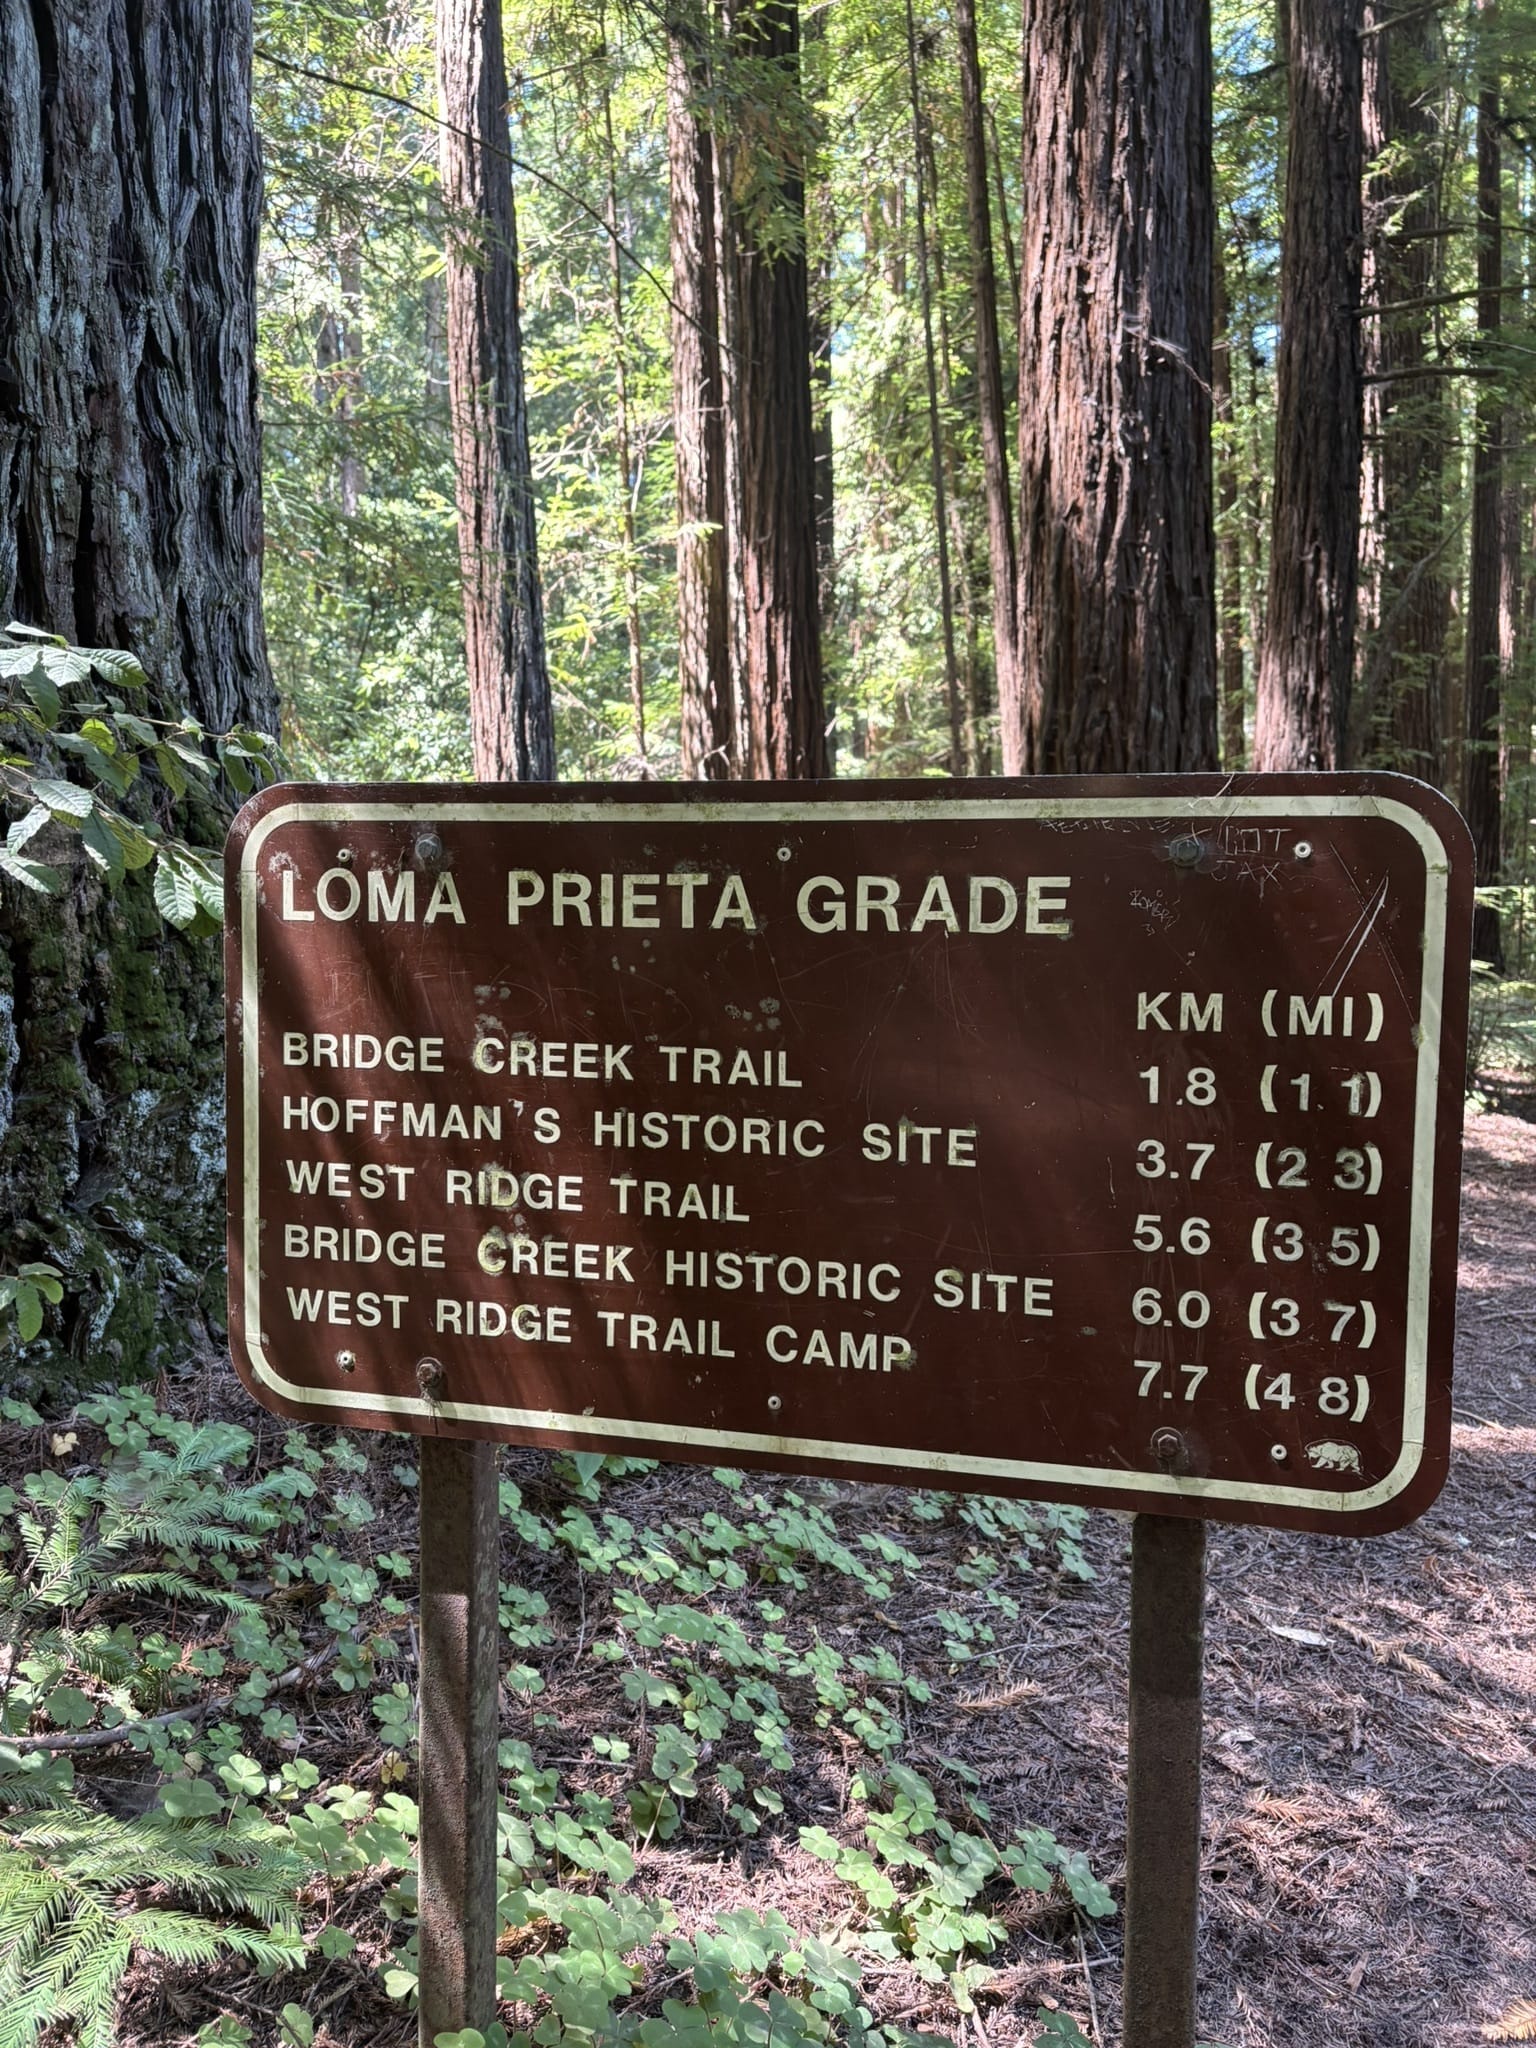 LOMA PRIETA GRADE
KM (MI)
BRIDGE CREEK TRAIL 1.8 (1 1)
HOFFMAN'S HISTORIC SITE 3.7 (2 3)
WEST RIDGE TRAIL 5.6 (3 5)
BRIDGE CREEK HISTORIC SITE 6.0 (3 7)
WEST RIDGE TRAIL CAMP 7.7 (4 8)
JAX